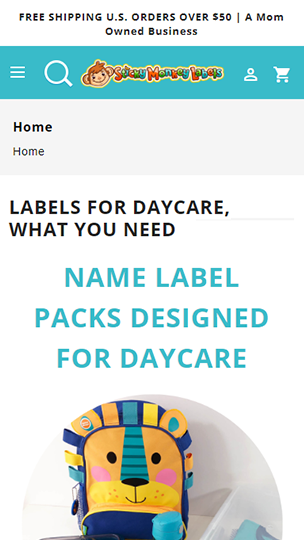 FREE SHIPPING U.S. ORDERS OVER $50 | A Mom
Owned Business
Sticky Monkey Labels
Home
Home
LABELS FOR DAYCARE,
WHAT YOU NEED
NAME LABEL
PACKS DESIGNED
FOR DAYCARE